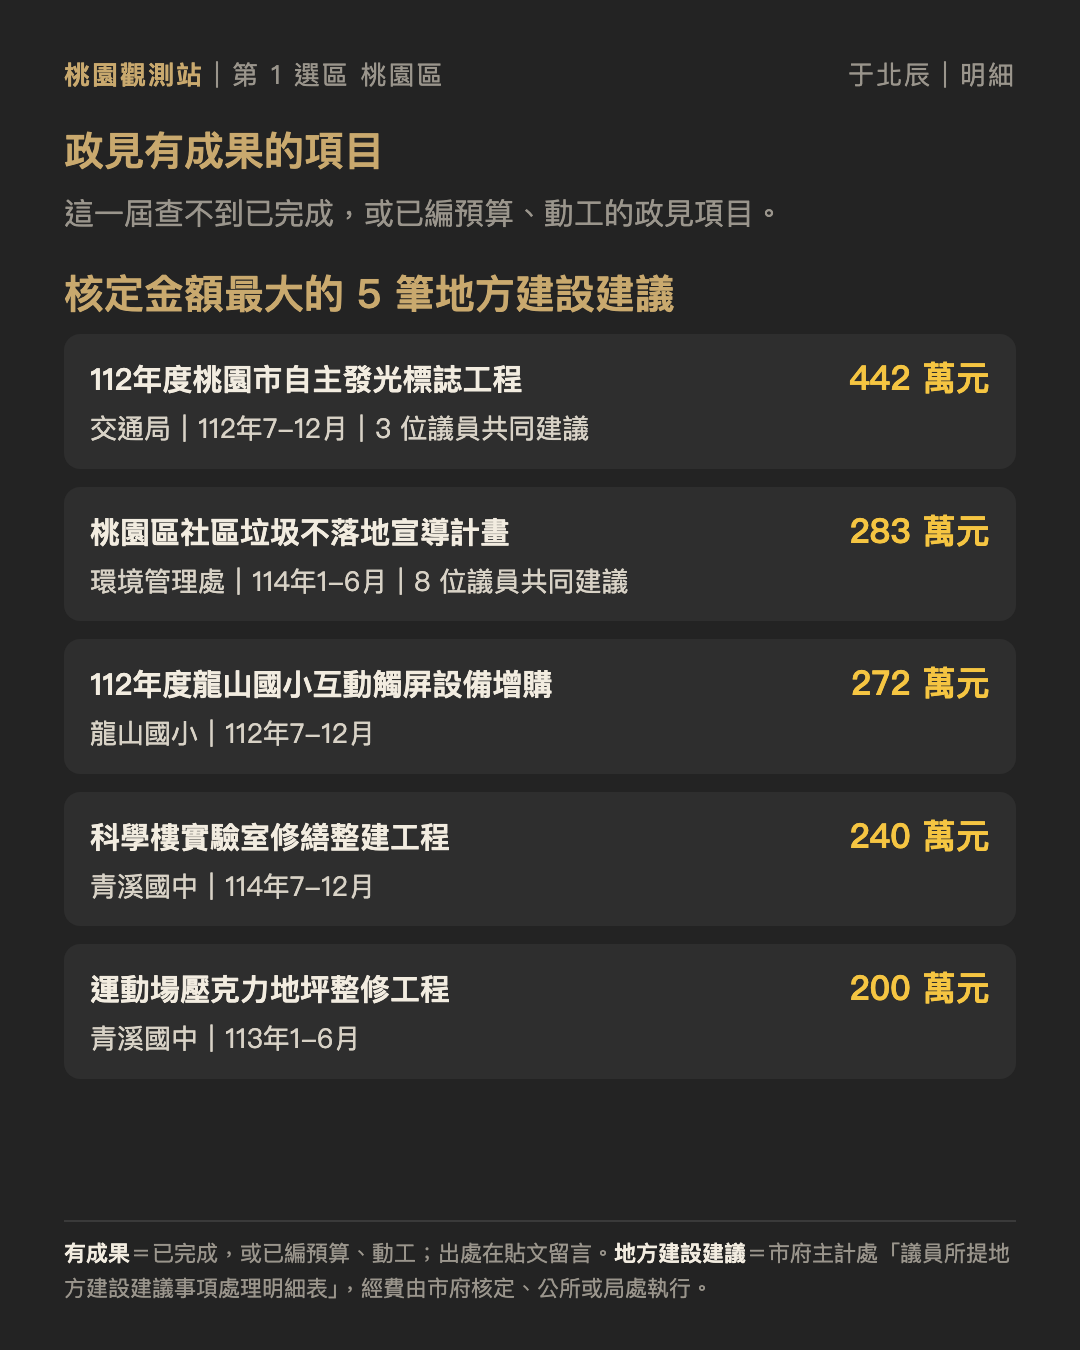 桃園觀測站｜第 1 選區 桃園區
于北辰｜明細
政見有成果的項目
這一屆查不到已完成，或已編預算、動工的政見項目。
核定金額最大的 5 筆地方建設建議
112年度桃園市自主發光標誌工程
442 萬元
交通局｜112年7–12月｜3 位議員共同建議
桃園區社區垃圾不落地宣導計畫
283 萬元
環境管理處｜114年1–6月｜8 位議員共同建議
112年度龍山國小互動觸屏設備增購
272 萬元
龍山國小｜112年7–12月
科學樓實驗室修繕整建工程
240 萬元
青溪國中｜114年7–12月
運動場壓克力地坪整修工程
200 萬元
青溪國中｜113年1–6月
有成果＝已完成，或已編預算、動工；出處在貼文留言。地方建設建議＝市府主計處「議員所提地
方建設建議事項處理明細表」，經費由市府核定、公所或局處執行。